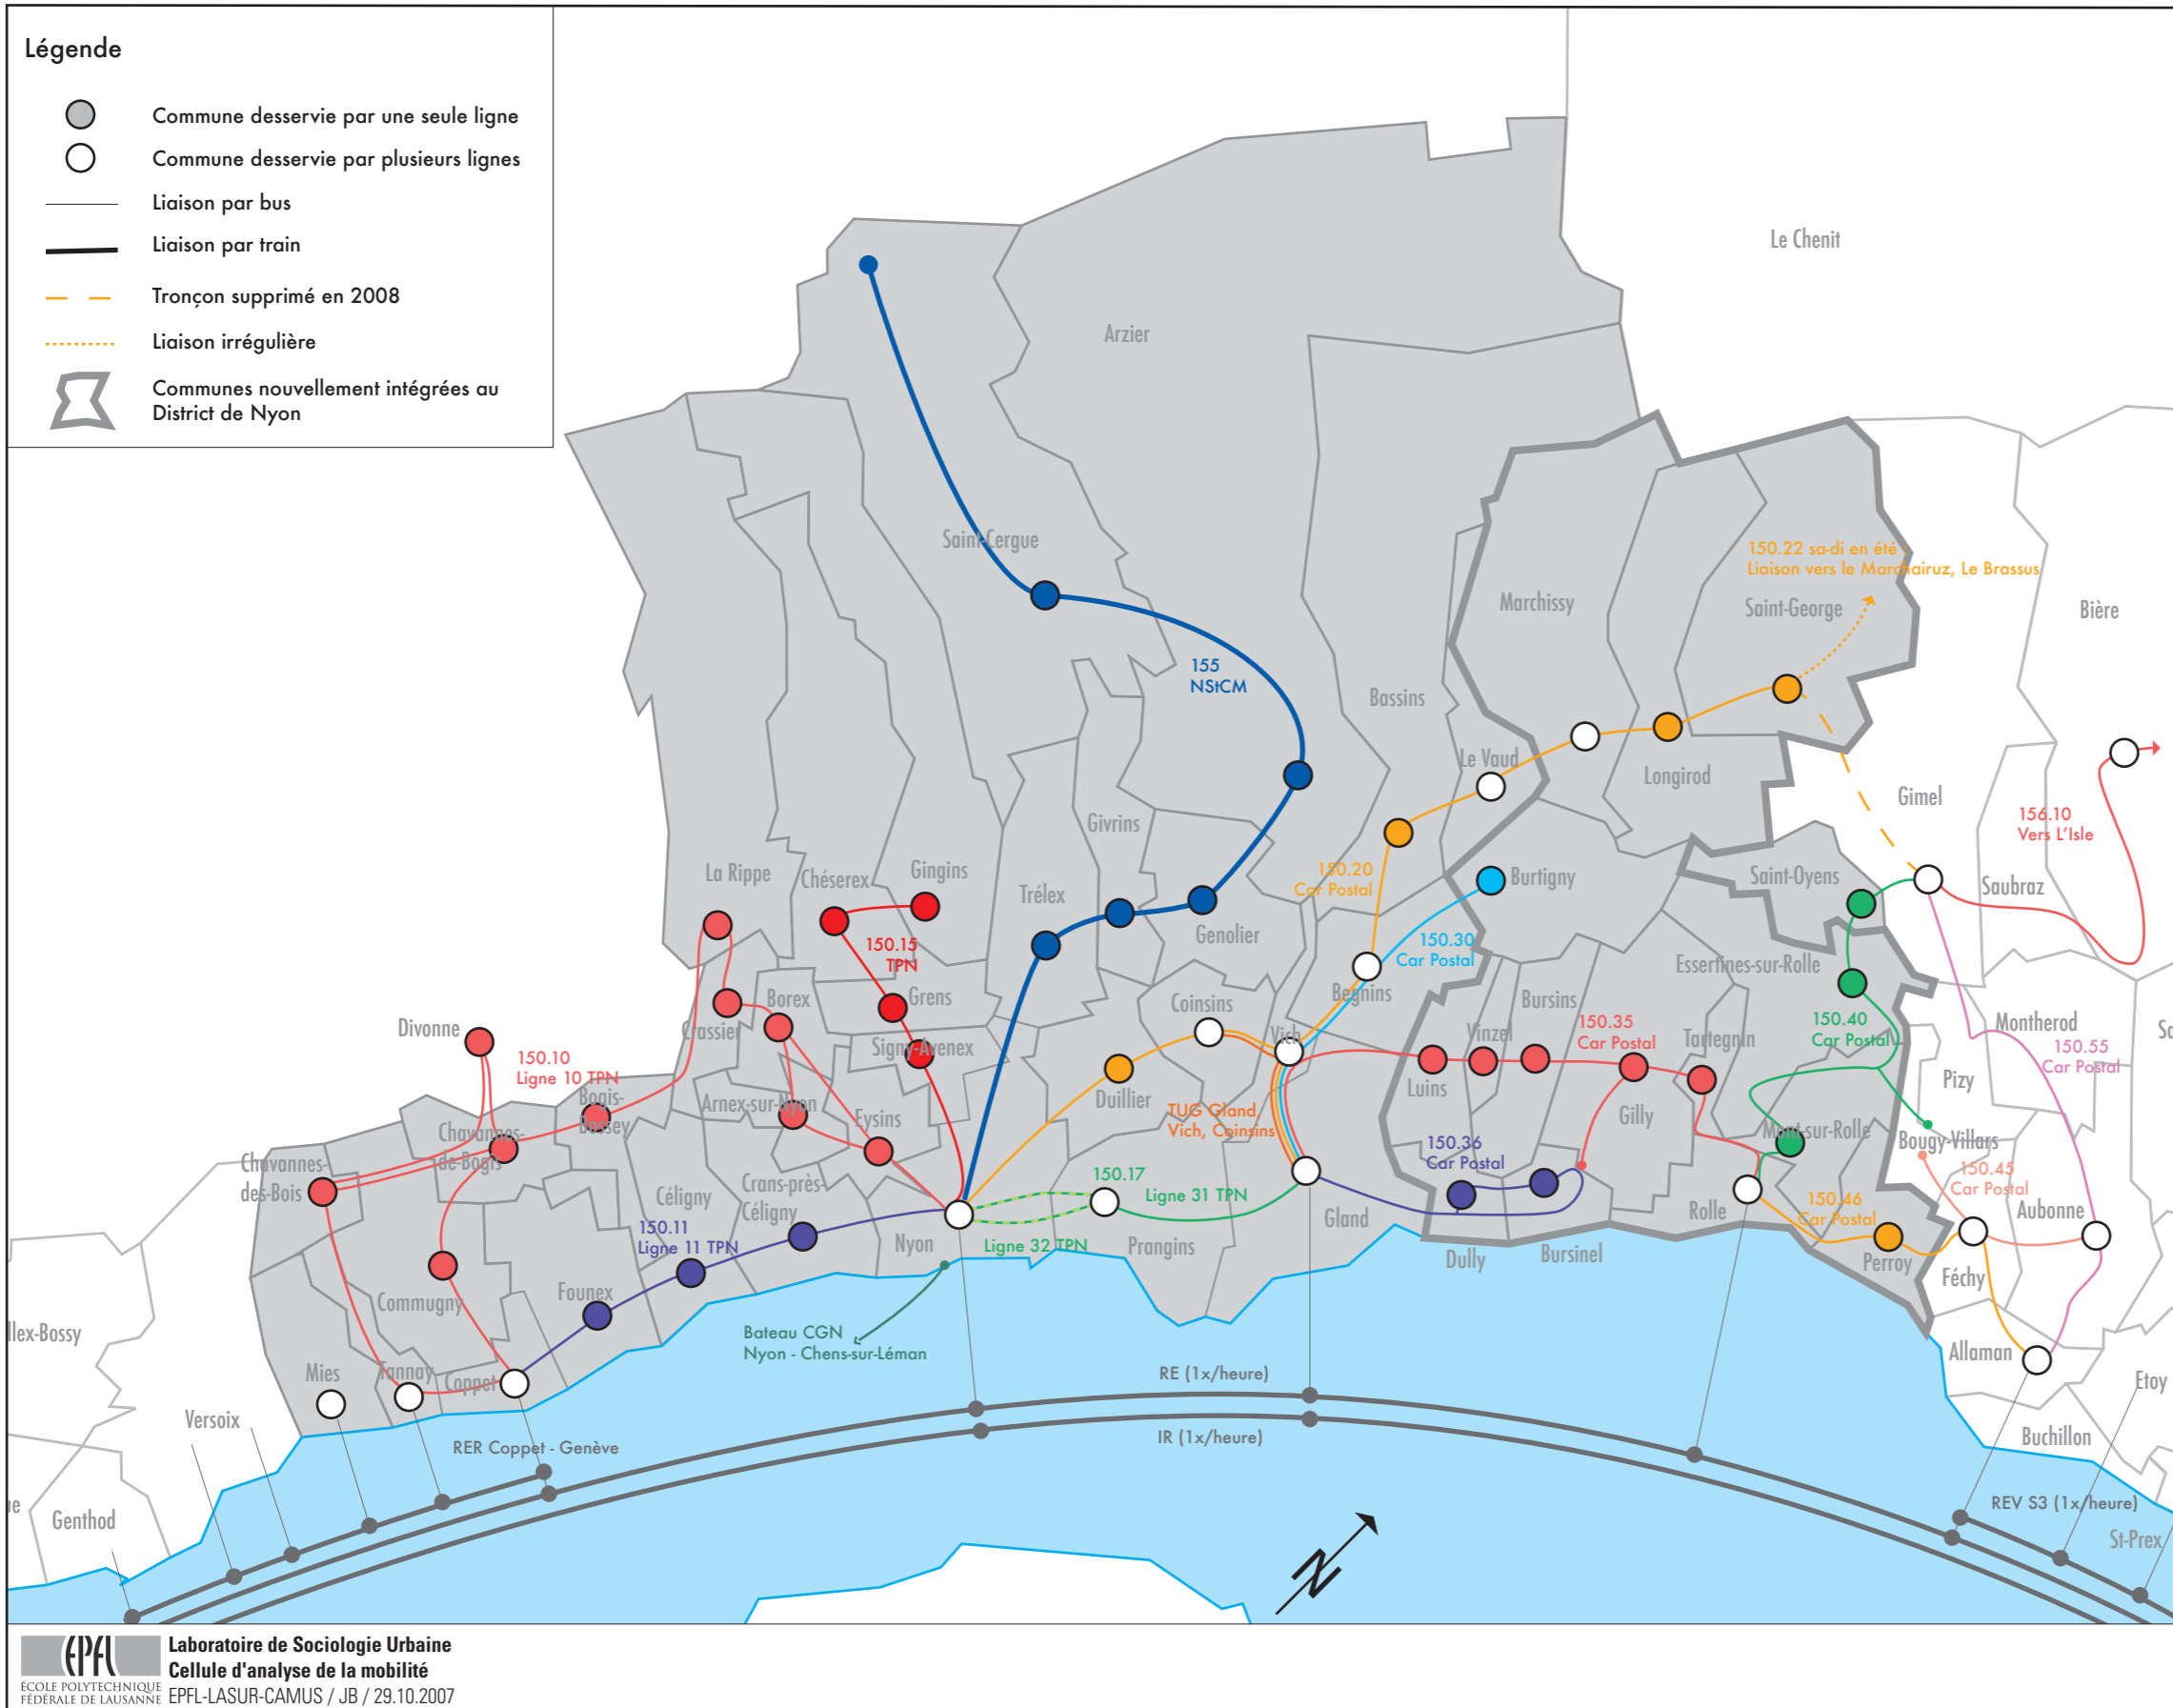 Légende
Commune desservie par une seule ligne
Commune desservie par plusieurs lignes
Liaison par bus
Liaison par train
Tronçon supprimé en 2008
Liaison irrégulière
Communes nouvellement intégrées au
District de Nyon
Le Chenit
Arzier
Saint-Cergue
150.22 sa-di en été
Liaison vers le Marchairuz, Le Brassus
Marchissy
Saint-George
Bière
155
NStCM
Bassins
Le Vaud
Longirod
Gimel
156.10
Vers L'Isle
Givrins
La Rippe
Chéserex
Gingins
Trélex
150.20
Car Postal
Burtigny
Saint-Oyens
Saubraz
150.15
TPN
Genolier
150.30
Car Postal
Essertines-sur-Rolle
Begnins
Bursins
Borex
Grens
Coinsins
Crassier
Divonne
150.10
Ligne 10 TPN
Signy-Avenex
Vich
Vinzel
150.35
Car Postal
Tartegnin
150.40
Car Postal
Montherod
150.55
Car Postal
Sa
Luins
Pizy
Bogis-
Bossey
Arnex-sur-Nyon
Duillier
TUG Gland
Vich, Coinsins
Gilly
Chavannes-
de-Bogis
Eysins
150.36
Car Postal
Mont-sur-Rolle
Bougy-Villars
Chavannes-
des-Bois
Céligny
Crans-près-
Céligny
150.17
Ligne 31 TPN
150.45
Car Postal
150.11
Ligne 11 TPN
Nyon
Ligne 32 TPN
Prangins
Gland
Rolle
150.46
Car Postal
Aubonne
Dully
Bursinel
Perroy
Féchy
Commugny
Founex
llex-Bossy
Bateau CGN
Nyon - Chens-sur-Léman
Allaman
Mies
Tannay
Coppet
RE (1x/heure)
Etoy
Versoix
RER Coppet - Genève
IR (1x/heure)
Buchillon
Genthod
REV S3 (1x/heure)
St-Prex
N
EPFL
ÉCOLE POLYTECHNIQUE
FÉDÉRALE DE LAUSANNE
Laboratoire de Sociologie Urbaine
Cellule d'analyse de la mobilité
EPFL-LASUR-CAMUS / JB / 29.10.2007